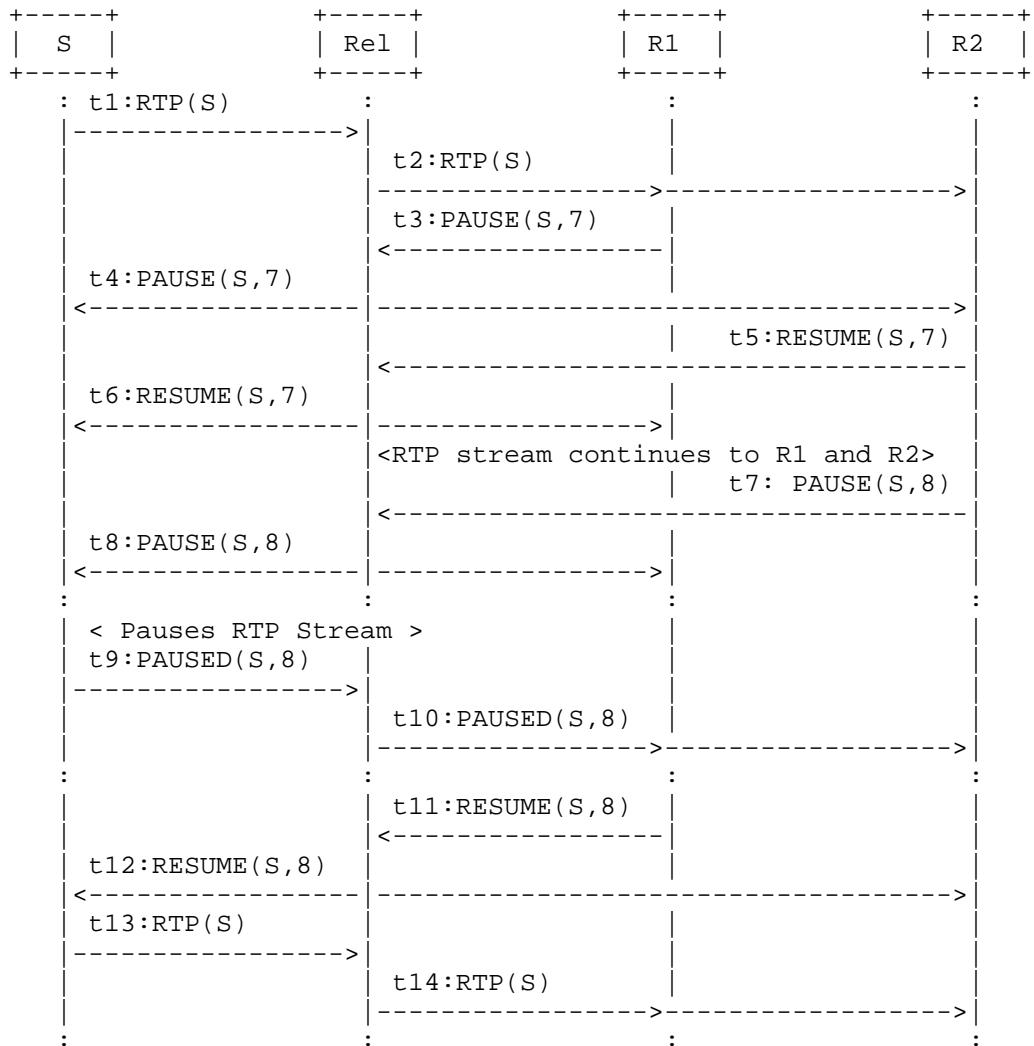 S Rel R1 R2
t1:RTP(S)
t2:RTP(S)
t3:PAUSE(S,7)
t4:PAUSE(S,7)
t5:RESUME(S,7)
t6:RESUME(S,7)
<RTP stream continues to R1 and R2>
t7: PAUSE(S,8)
t8:PAUSE(S,8)
< Pauses RTP Stream >
t9:PAUSED(S,8)
t10:PAUSED(S,8)
t11:RESUME(S,8)
t12:RESUME(S,8)
t13:RTP(S)
t14:RTP(S)